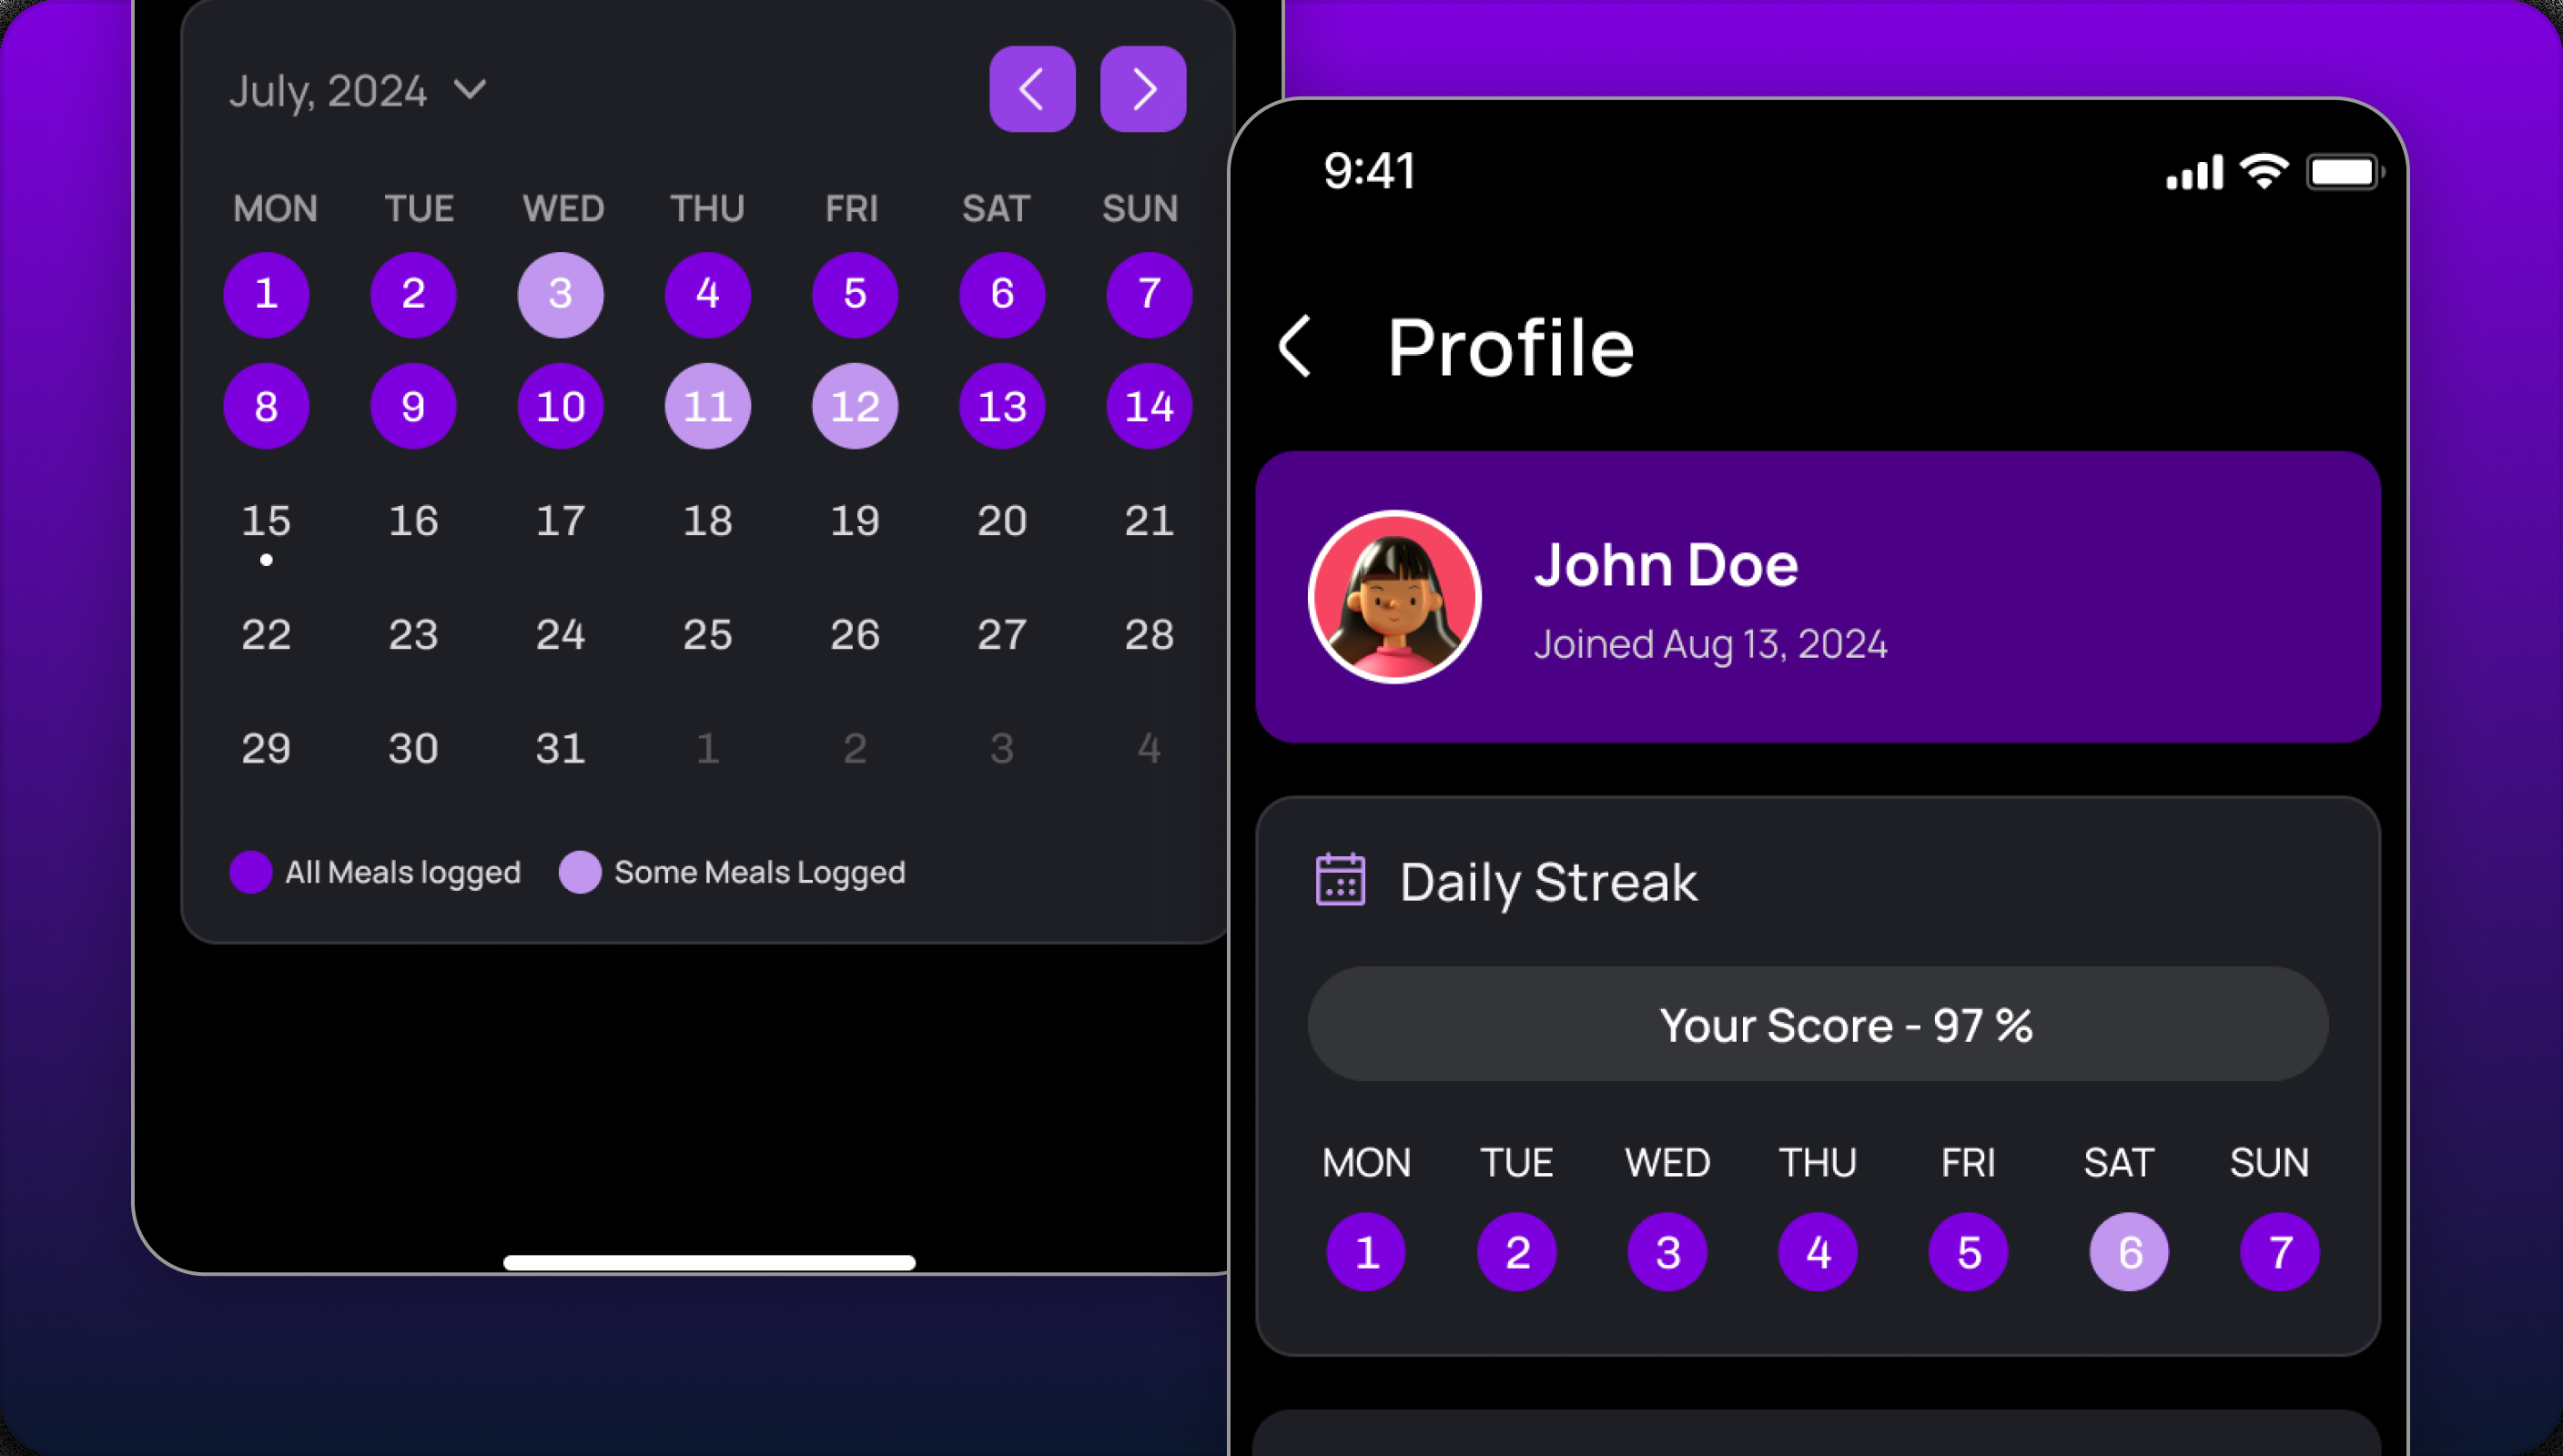 July, 2024
MON TUE WED THU FRI SAT SUN
1 2 3 4 5 6 7
8 9 10 11 12 13 14
15 16 17 18 19 20 21
22 23 24 25 26 27 28
29 30 31 1 2 3 4
All Meals logged Some Meals Logged
9:41
Profile
John Doe
Joined Aug 13, 2024
Daily Streak
Your Score - 97 %
MON TUE WED THU FRI SAT SUN
1 2 3 4 5 6 7